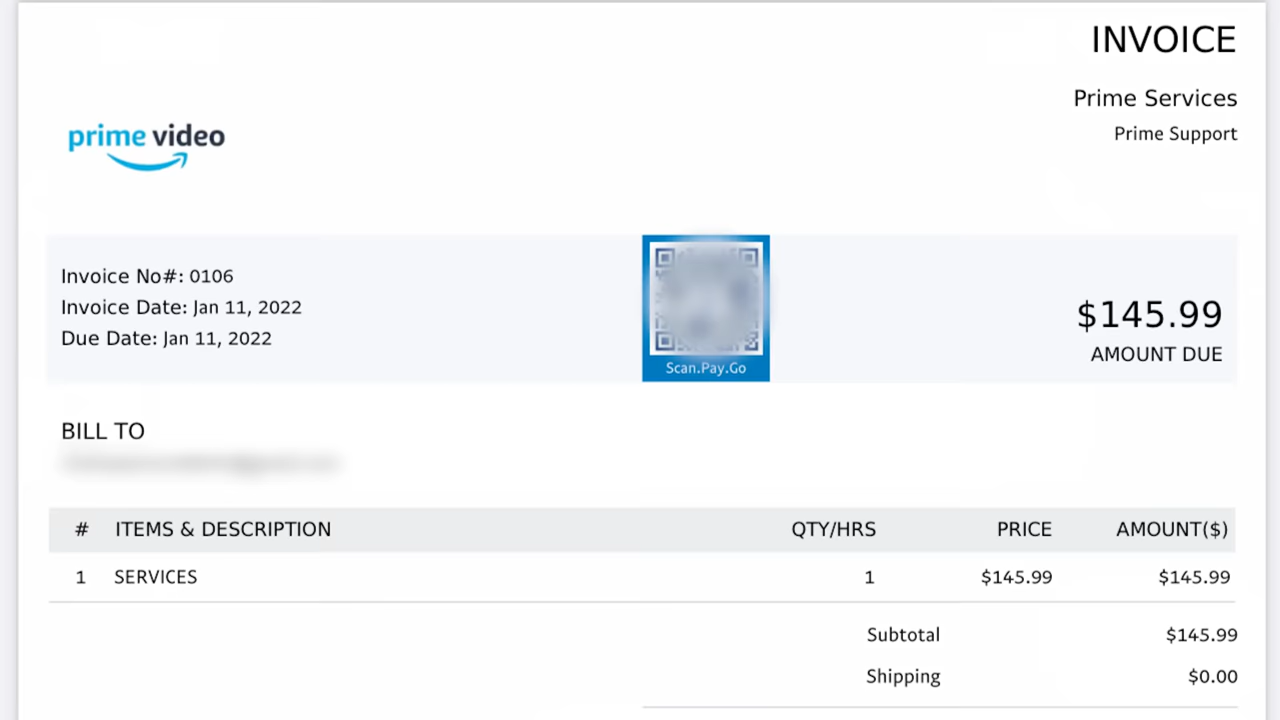 INVOICE
Prime Services
Prime Support
prime video
Invoice No#: 0106
Invoice Date: Jan 11, 2022
Due Date: Jan 11, 2022
Scan.Pay.Go
$145.99
AMOUNT DUE
BILL TO
# ITEMS & DESCRIPTION QTY/HRS PRICE AMOUNT($)
1 SERVICES 1 $145.99 $145.99
Subtotal $145.99
Shipping $0.00